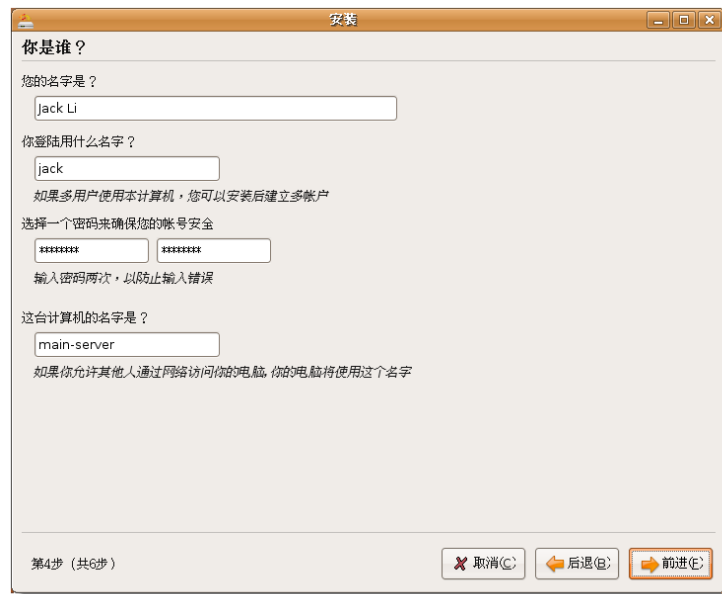 安装
你是谁？
您的名字是？
Jack Li
你登陆用什么名字？
jack
如果多用户使用本计算机，您可以安装后建立多帐户
选择一个密码来确保您的帐号安全
******** ********
输入密码两次，以防止输入错误
这台计算机的名字是？
main-server
如果你允许其他人通过网络访问你的电脑, 你的电脑将使用这个名字
第4步（共6步）
取消(C) 后退(B) 前进(F)